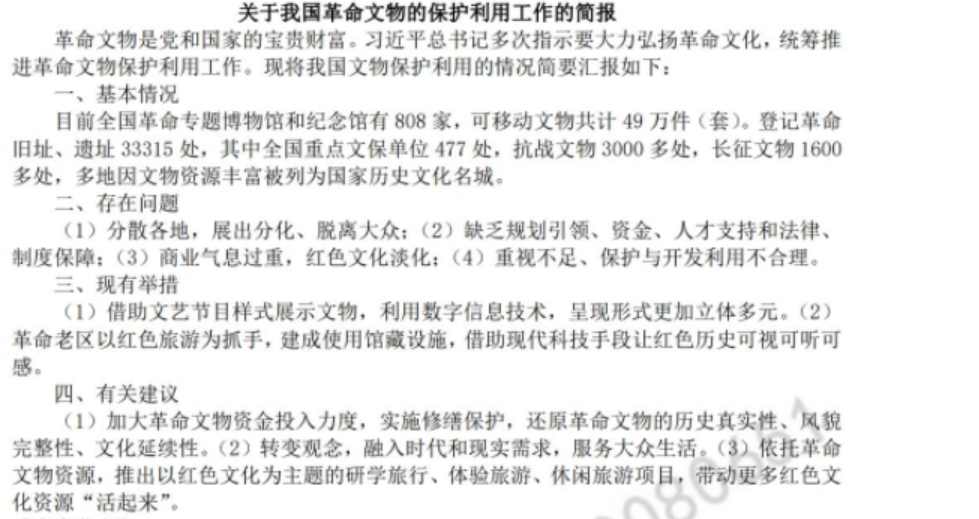 关于我国革命文物的保护利用工作的简报
革命文物是党和国家的宝贵财富。习近平总书记多次指示要大力弘扬革命文化，统筹推
进革命文物保护利用工作。现将我国文物保护利用的情况简要汇报如下：
一、基本情况
目前全国革命专题博物馆和纪念馆有 808 家，可移动文物共计 49 万件（套）。登记革命
旧址、遗址 33315 处，其中全国重点文保单位 477 处，抗战文物 3000 多处，长征文物 1600
多处，多地因文物资源丰富被列为国家历史文化名城。
二、存在问题
（1）分散各地，展出分化、脱离大众；（2）缺乏规划引领、资金、人才支持和法律、
制度保障；（3）商业气息过重，红色文化淡化；（4）重视不足、保护与开发利用不合理。
三、现有举措
（1）借助文艺节目样式展示文物，利用数字信息技术，呈现形式更加立体多元。（2）
革命老区以红色旅游为抓手，建成使用馆藏设施，借助现代科技手段让红色历史可视可听可
感。
四、有关建议
（1）加大革命文物资金投入力度，实施修缮保护，还原革命文物的历史真实性、风貌
完整性、文化延续性。（2）转变观念，融入时代和现实需求，服务大众生活。（3）依托革命
文物资源，推出以红色文化为主题的研学旅行、体验旅游、休闲旅游项目，带动更多红色文
化资源“活起来”。